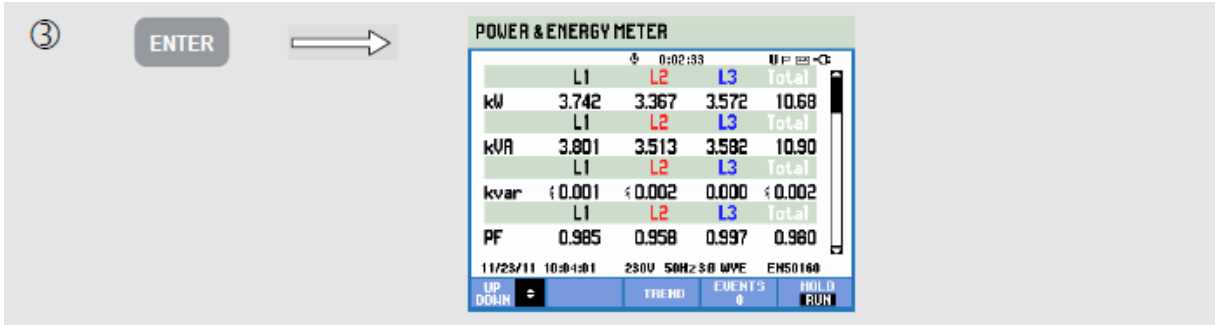 ③
ENTER
POWER & ENERGY METER
0:02:33
L1 L2 L3 Total
kW 3.742 3.367 3.572 10.68
L1 L2 L3 Total
kVA 3.801 3.513 3.582 10.90
L1 L2 L3 Total
kvar 0.001 0.002 0.000 0.002
L1 L2 L3 Total
PF 0.985 0.958 0.997 0.980
11/23/11 10:04:01 230V 50Hz 3Ø WYE EN50160
UP DOWN TREND EVENTS 0 HOLD RUN